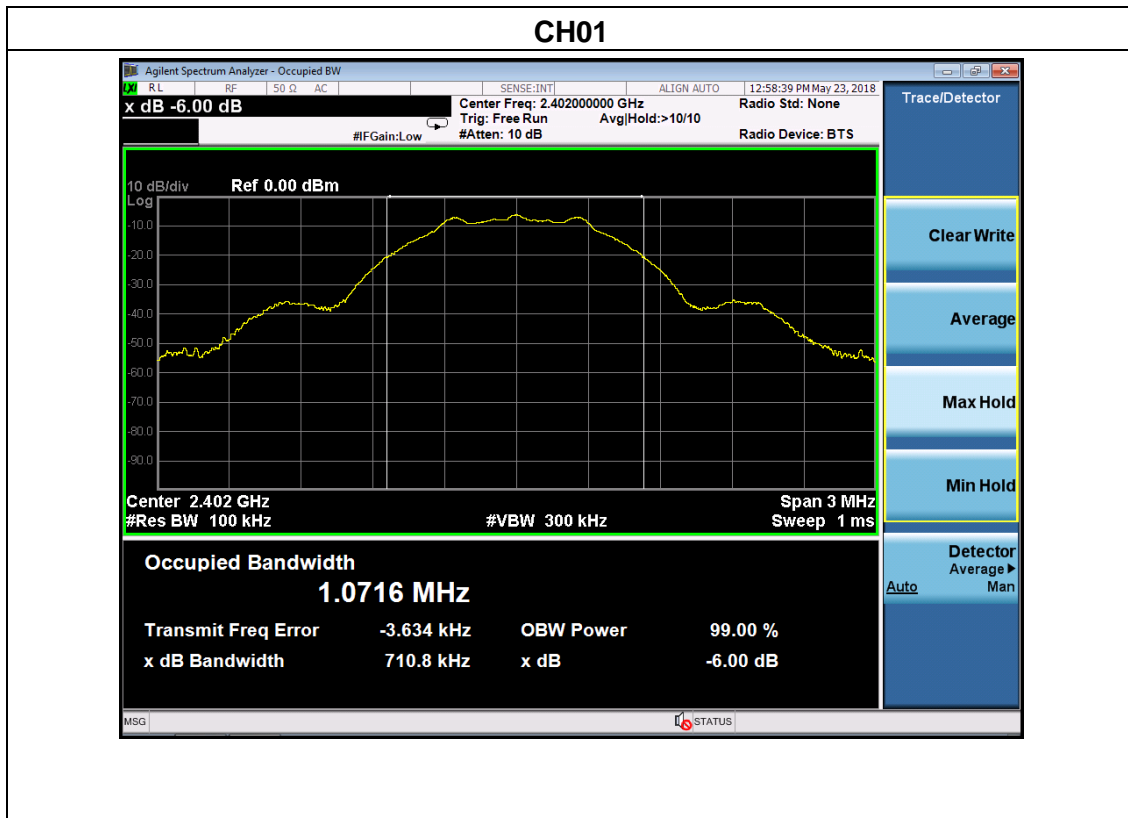 CH01
Agilent Spectrum Analyzer - Occupied BW
LXI RL RF 50 Ω AC SENSE:INT ALIGN AUTO 12:58:39 PM May 23, 2018
x dB -6.00 dB
Center Freq: 2.402000000 GHz
Radio Std: None
Trig: Free Run Avg|Hold:>10/10
#IFGain:Low
#Atten: 10 dB
Radio Device: BTS
10 dB/div Ref 0.00 dBm
Log
-10.0
-20.0
-30.0
-40.0
-50.0
-60.0
-70.0
-80.0
-90.0
Center 2.402 GHz Span 3 MHz
#Res BW 100 kHz #VBW 300 kHz Sweep 1 ms
Occupied Bandwidth
1.0716 MHz
Transmit Freq Error -3.634 kHz OBW Power 99.00 %
x dB Bandwidth 710.8 kHz x dB -6.00 dB
MSG STATUS
Trace/Detector
Clear Write
Average
Max Hold
Min Hold
Detector
Average
Auto Man